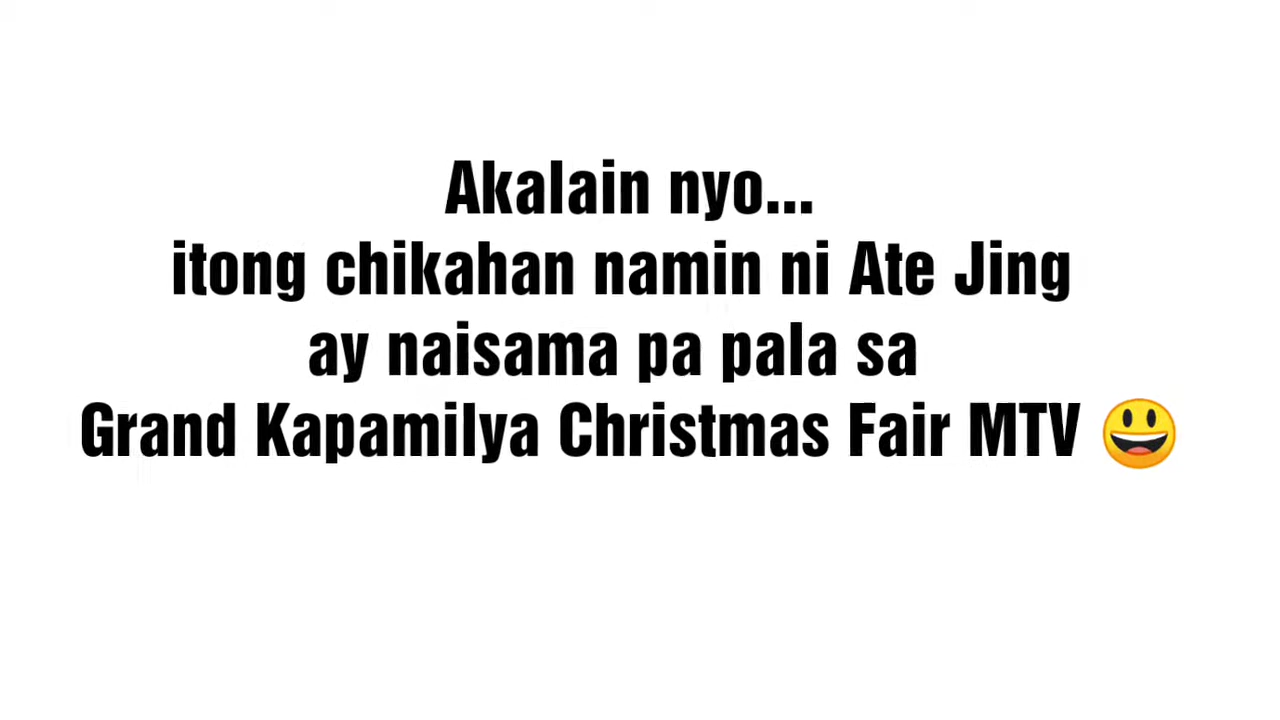 Akalain nyo...
itong chikahan namin ni Ate Jing
ay naisama pa pala sa
Grand Kapamilya Christmas Fair MTV 😃